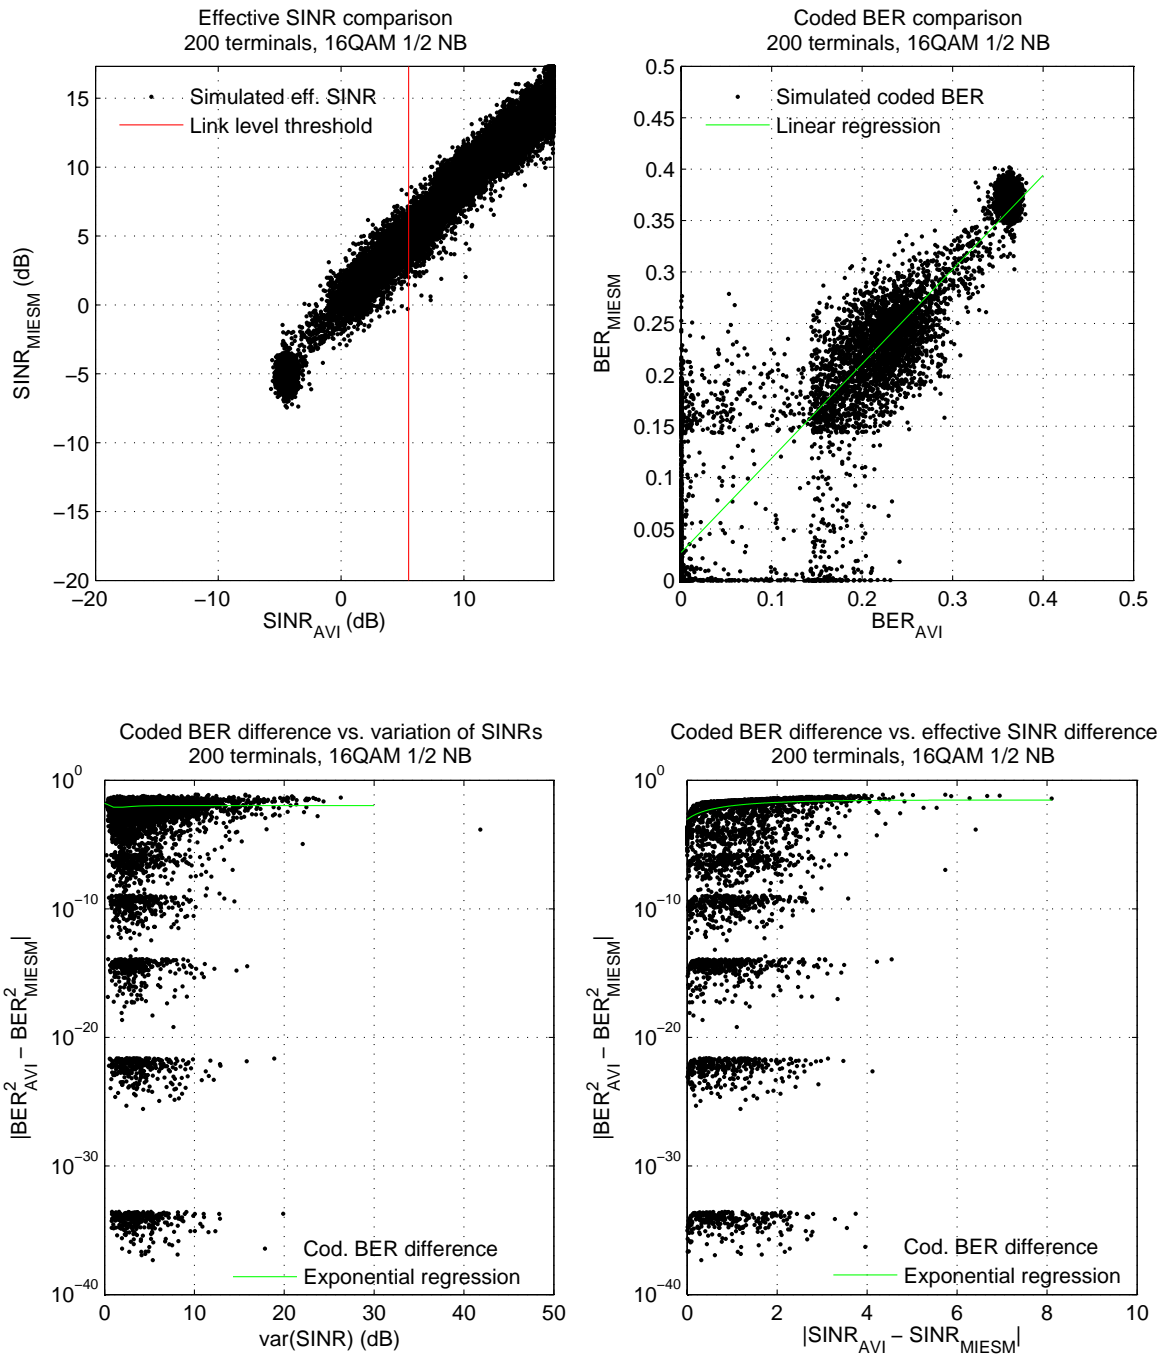 Effective SINR comparison
200 terminals, 16QAM 1/2 NB
15
10
5
0
−5
−10
−15
−20
−20
−10
0
10
SINR_AVI (dB)
SINR_MIESM (dB)
Simulated eff. SINR
Link level threshold
Coded BER comparison
200 terminals, 16QAM 1/2 NB
0.5
0.45
0.4
0.35
0.3
0.25
0.2
0.15
0.1
0.05
0
0
0.1
0.2
0.3
0.4
0.5
BER_AVI
BER_MIESM
Simulated coded BER
Linear regression
Coded BER difference vs. variation of SINRs
200 terminals, 16QAM 1/2 NB
10^0
10^−10
10^−20
10^−30
10^−40
0
10
20
30
40
50
var(SINR) (dB)
|BER²_AVI − BER²_MIESM|
Cod. BER difference
Exponential regression
Coded BER difference vs. effective SINR difference
200 terminals, 16QAM 1/2 NB
10^0
10^−10
10^−20
10^−30
10^−40
0
2
4
6
8
10
|SINR_AVI − SINR_MIESM|
|BER²_AVI − BER²_MIESM|
Cod. BER difference
Exponential regression